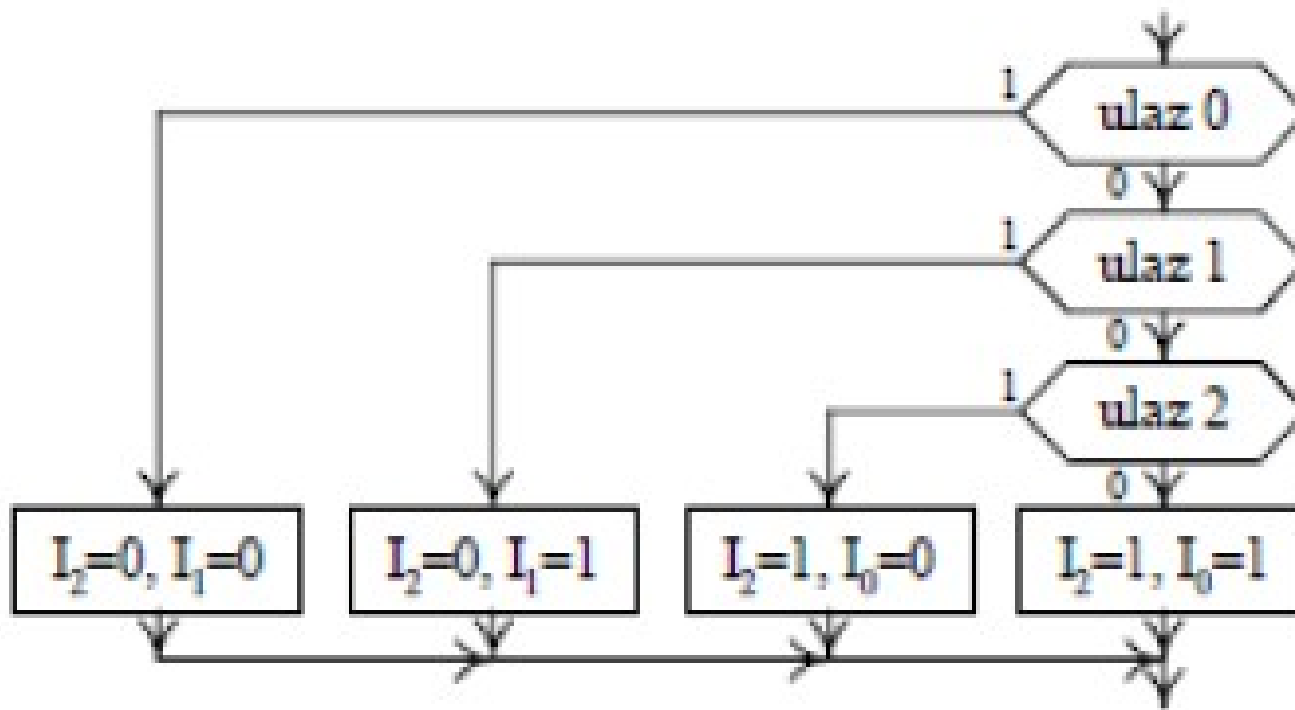 1
ulaz 0
0
1
ulaz 1
0
1
ulaz 2
0
I₂=0, I₁=0
I₂=0, I₁=1
I₂=1, I₀=0
I₂=1, I₀=1